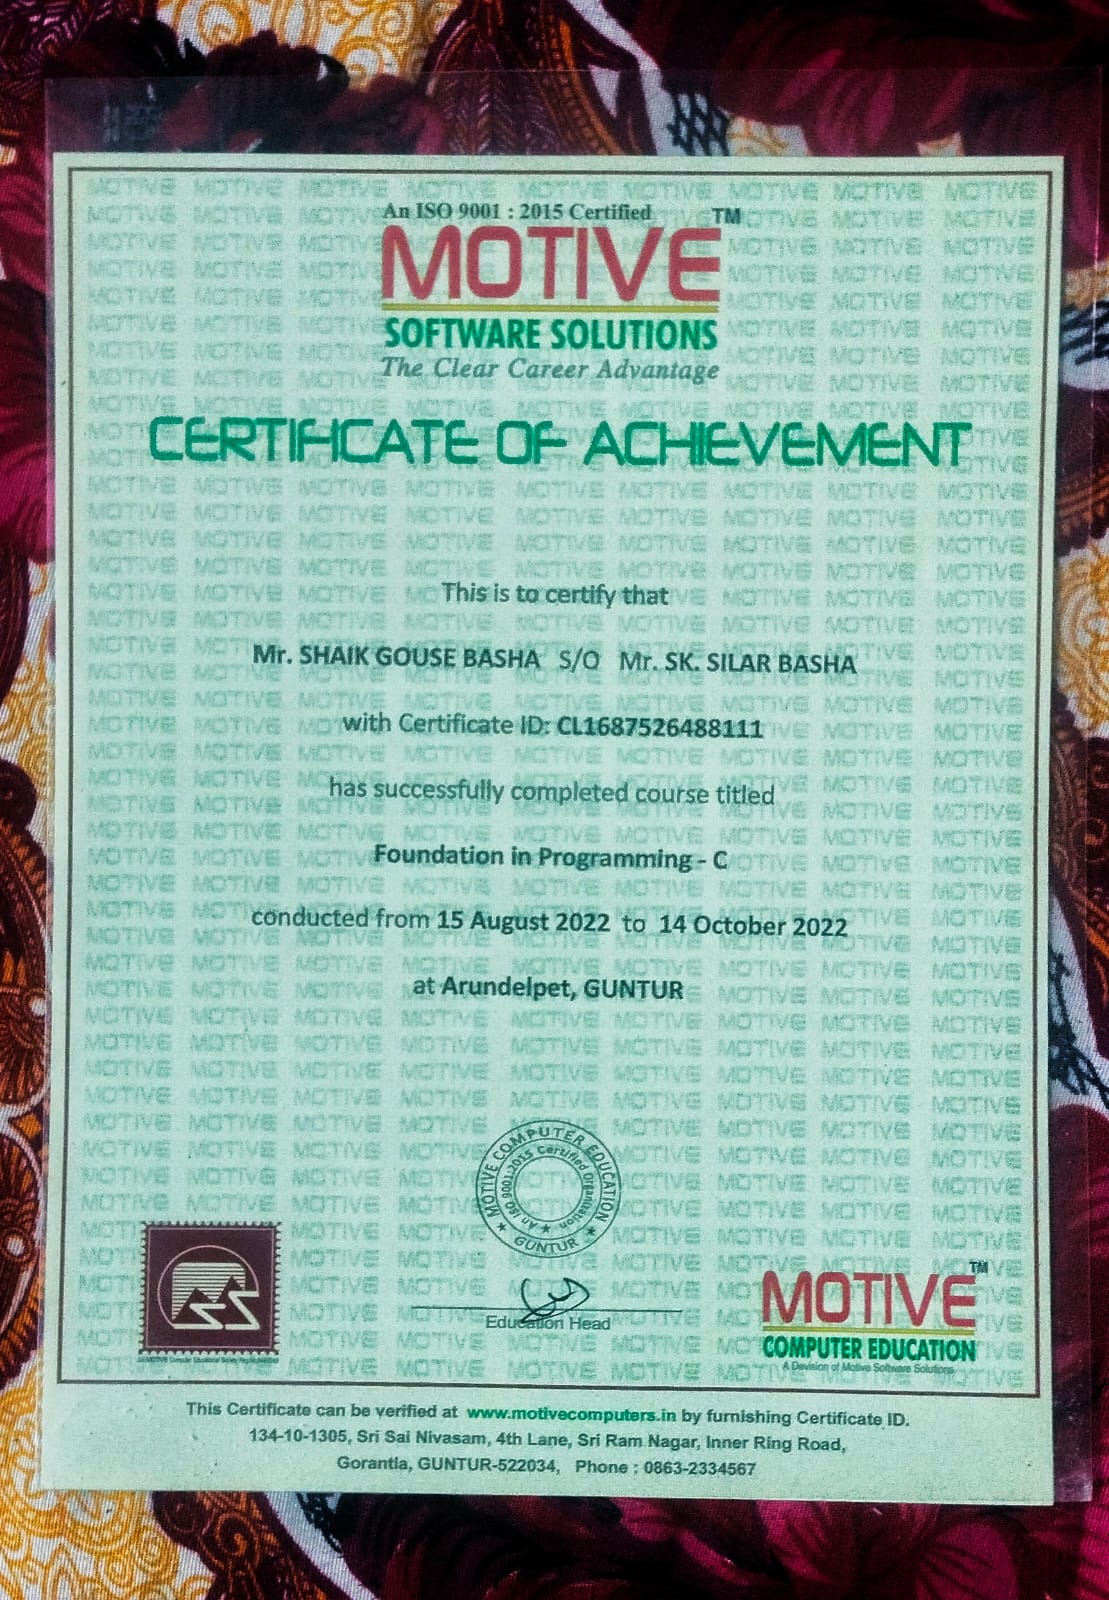 An ISO 9001 : 2015 Certified
MOTIVE™
SOFTWARE SOLUTIONS
The Clear Career Advantage
CERTIFICATE OF ACHIEVEMENT
This is to certify that
Mr. SHAIK GOUSE BASHA S/O Mr. SK. SILAR BASHA
with Certificate ID: CL1687526488111
has successfully completed course titled
Foundation in Programming - C
conducted from 15 August 2022 to 14 October 2022
at Arundelpet, GUNTUR
MOTIVE COMPUTER EDUCATION
An ISO 9001:2015 Certified Organisation
★ GUNTUR ★
Education Head
MOTIVE™
COMPUTER EDUCATION
A Division of Motive Software Solutions
This Certificate can be verified at www.motivecomputers.in by furnishing Certificate ID.
134-10-1305, Sri Sai Nivasam, 4th Lane, Sri Ram Nagar, Inner Ring Road,
Gorantla, GUNTUR-522034, Phone : 0863-2334567